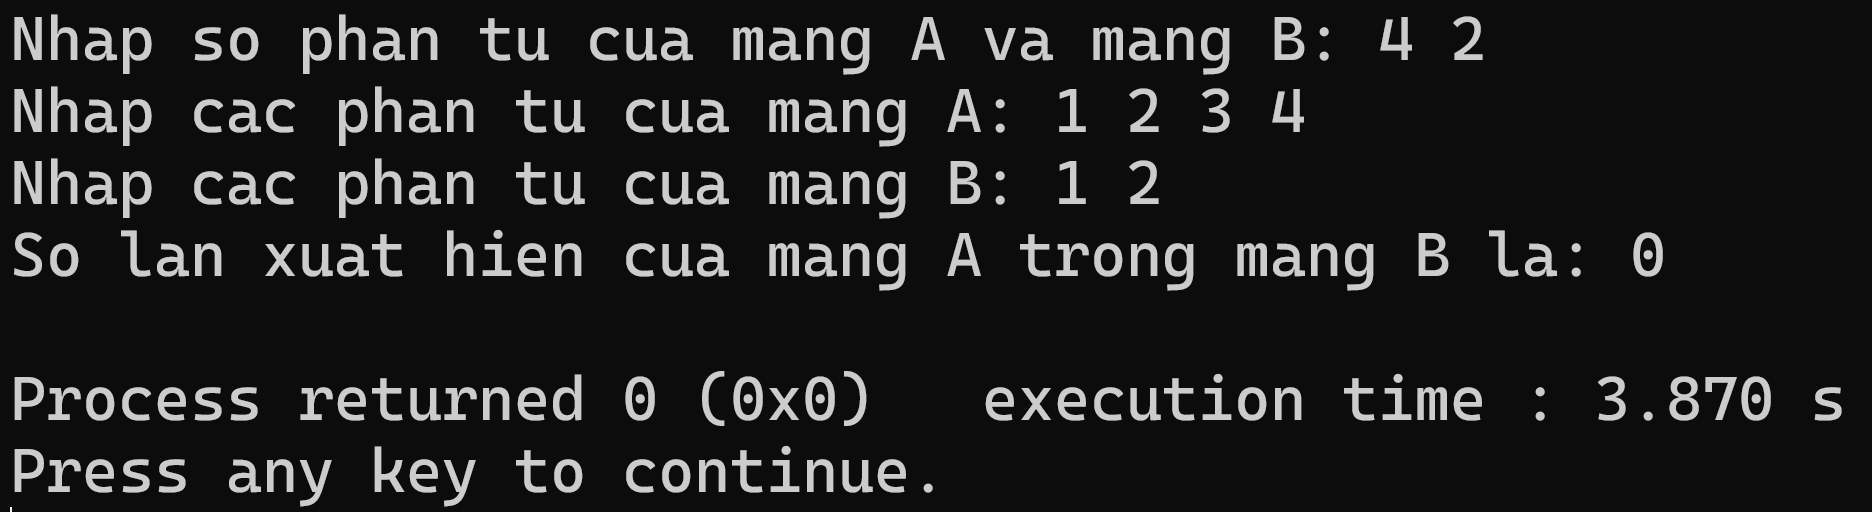 Nhap so phan tu cua mang A va mang B: 4 2
Nhap cac phan tu cua mang A: 1 2 3 4
Nhap cac phan tu cua mang B: 1 2
So lan xuat hien cua mang A trong mang B la: 0
Process returned 0 (0x0)   execution time : 3.870 s
Press any key to continue.